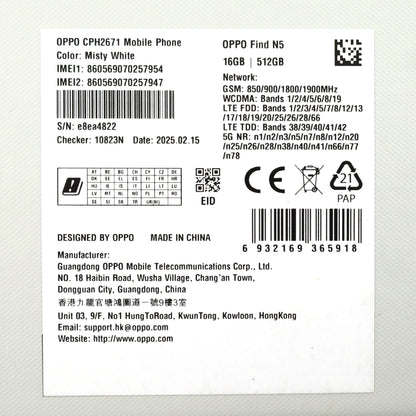 OPPO CPH2671 Mobile Phone
Color: Misty White
IMEI1: 860569070257954
IMEI2: 860569070257947
S/N: e8ea4822
Checker: 10823N Date: 2025.02.15
OPPO Find N5
16GB | 512GB
Network:
GSM: 850/900/1800/1900MHz
WCDMA: Bands 1/2/4/5/6/8/19
LTE FDD: Bands 1/2/3/4/5/7/8/12/13
/17/18/19/20/25/26/28/66
LTE TDD: Bands 38/39/40/41/42
5G NR: n1/n2/n3/n5/n7/n8/n12/n20
/n25/n26/n28/n38/n40/n41/n66/n77
/n78
AT BE BG CH CY CZ DE
DK EE EL ES FI FR HR
HU IE IS IT LI LT LU
LV MT NL NO PL PT RO
SE SI SK TR UK(NI)
EID
CE
21
PAP
DESIGNED BY OPPO MADE IN CHINA
6 932169 365918
Manufacturer:
Guangdong OPPO Mobile Telecommunications Corp., Ltd.
NO. 18 Haibin Road, Wusha Village, Chang'an Town,
Dongguan City, Guangdong, China
香港九龍官塘鴻圖道一號9樓3室
Unit 03, 9/F, No1 HungToRoad, KwunTong, Kowloon, HongKong
Email: support.hk@oppo.com
Website: http://www.oppo.com